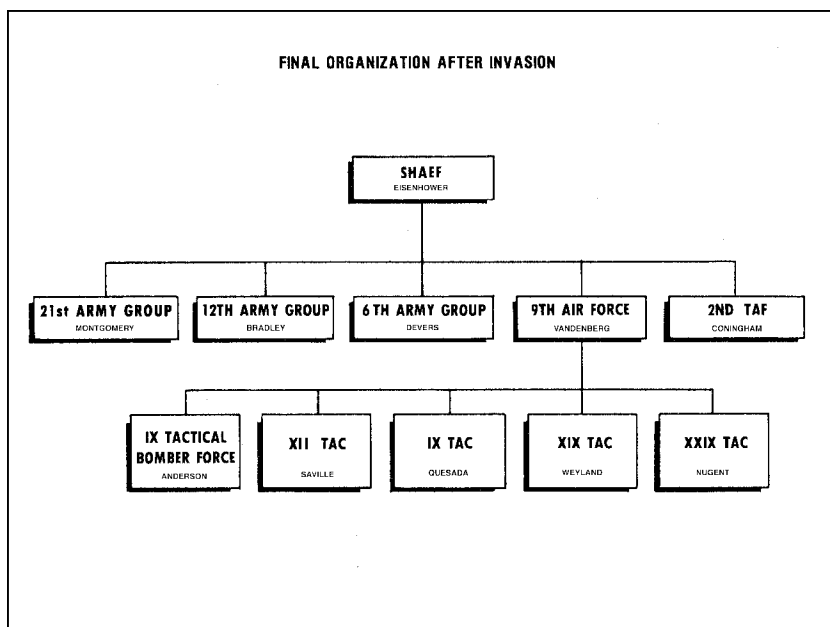 FINAL ORGANIZATION AFTER INVASION
SHAEF
EISENHOWER
21st ARMY GROUP
MONTGOMERY
12TH ARMY GROUP
BRADLEY
6TH ARMY GROUP
DEVERS
9TH AIR FORCE
VANDENBERG
2ND TAF
CONINGHAM
IX TACTICAL
BOMBER FORCE
ANDERSON
XII TAC
SAVILLE
IX TAC
QUESADA
XIX TAC
WEYLAND
XXIX TAC
NUGENT